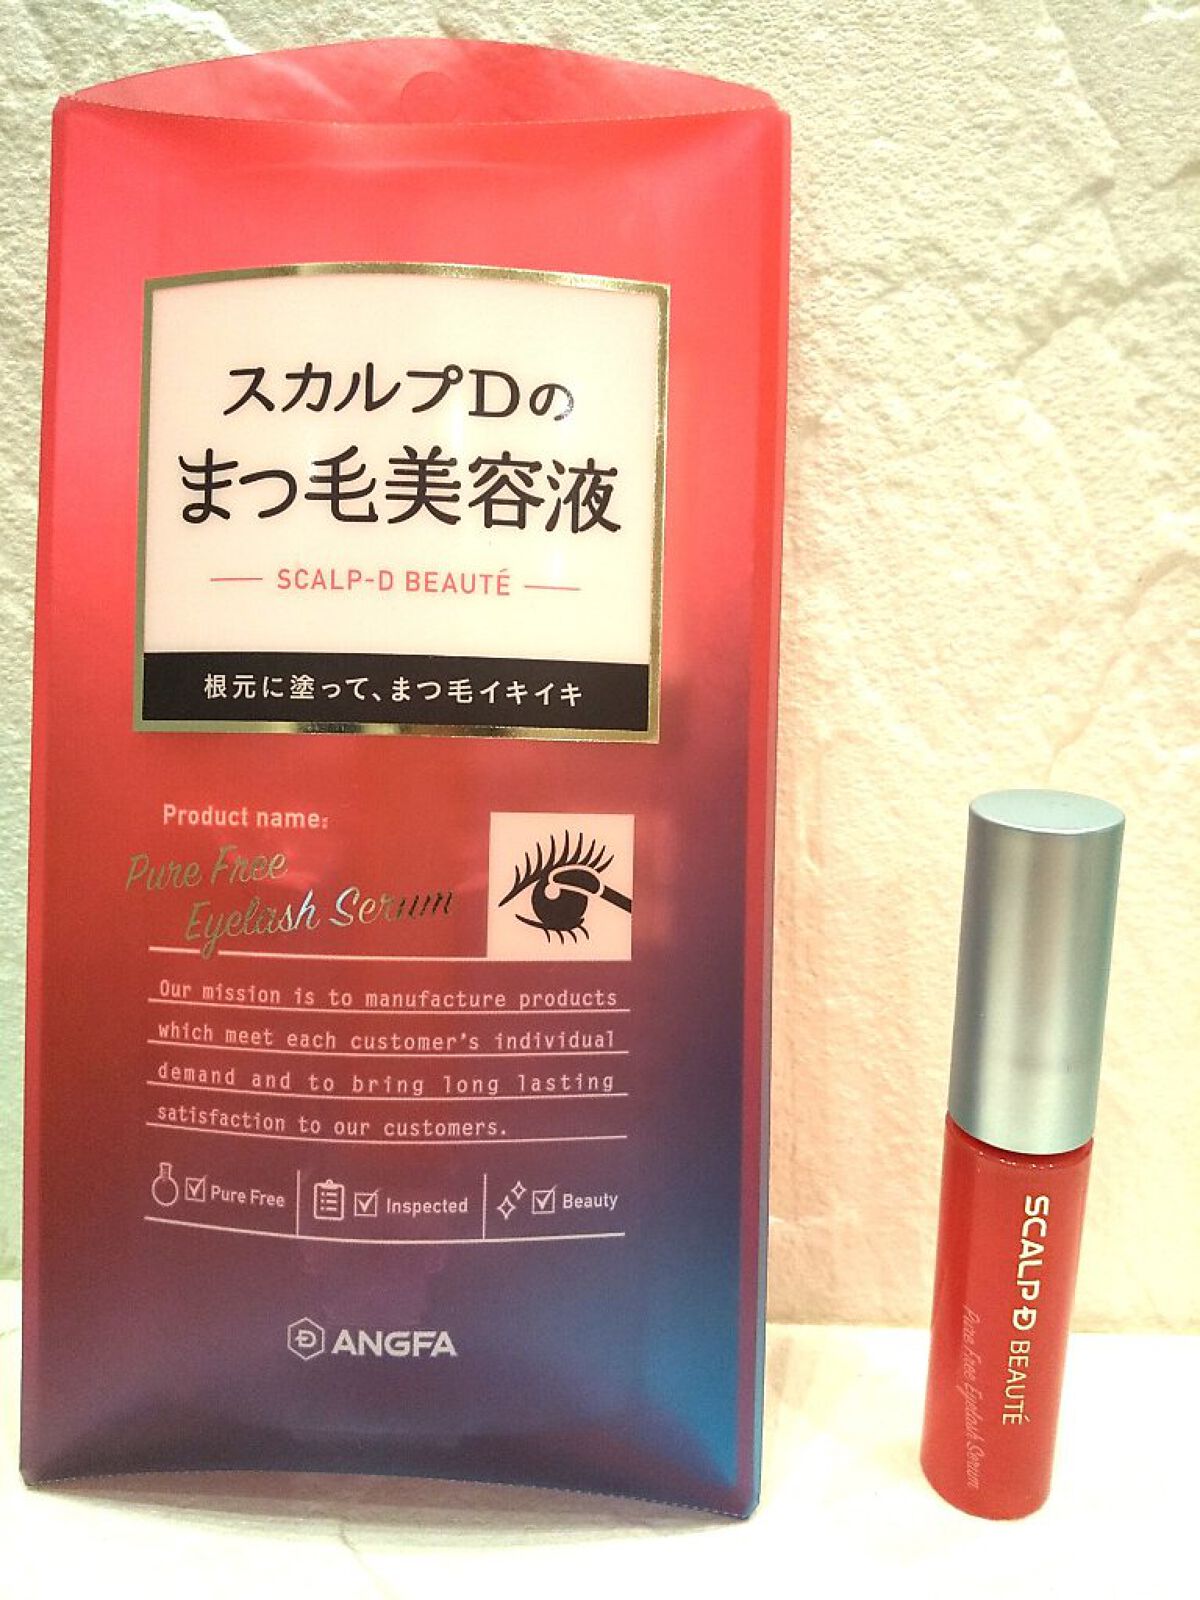 スカルプDの
まつ毛美容液
SCALP-D BEAUTÉ
根元に塗って、まつ毛イキイキ
Product name:
Pure Free
Eyelash Serum
Our mission is to manufacture products
which meet each customer's individual
demand and to bring long lasting
satisfaction to our customers.
Pure Free
Inspected
Beauty
ANGFA
SCALP D BEAUTÉ
Pure Free Eyelash Serum